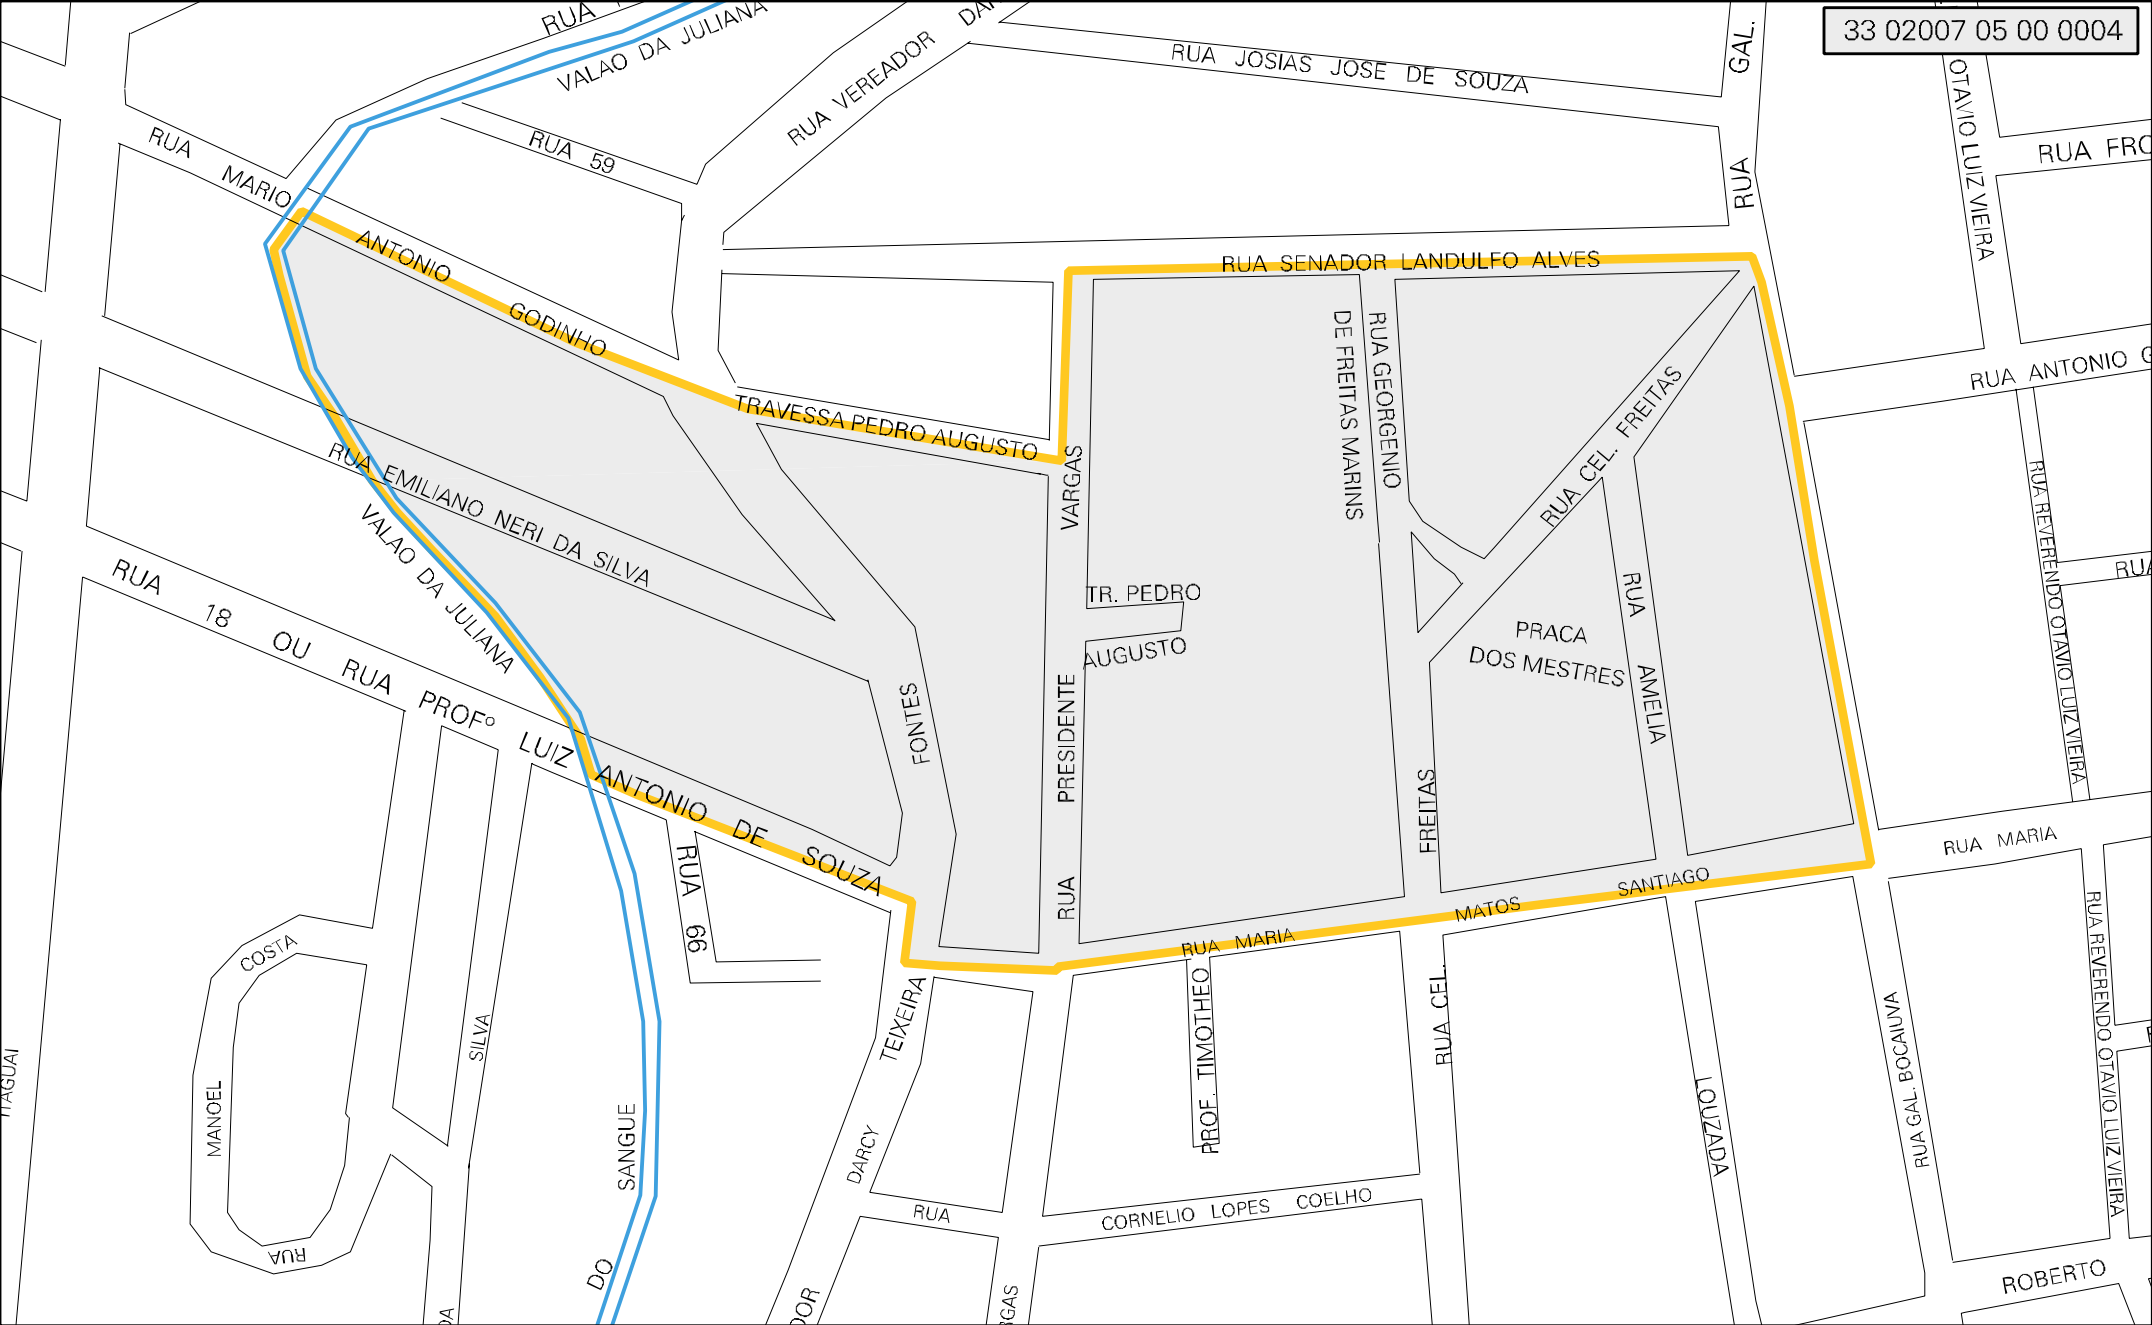 33 02007 05 00 0004
RUA
VALAO DA JULIANA
RUA VEREADOR
RUA JOSIAS JOSE DE SOUZA
GAL.
RUA
OTAVIO LUIZ VIEIRA
RUA 59
RUA MARIO ANTONIO GODINHO
RUA SENADOR LANDULFO ALVES
RUA ANTONIO
TRAVESSA PEDRO AUGUSTO
RUA GEORGENIO
DE FREITAS MARINS
RUA CEL. FREITAS
RUA EMILIANO NERI DA SILVA
VALAO DA JULIANA
RUA PRESIDENTE VARGAS
TR. PEDRO
AUGUSTO
PRACA
DOS MESTRES
RUA AMELIA
RUA REVERENDO OTAVIO LUIZ VIEIRA
RUA
RUA 18 OU RUA PROFº LUIZ ANTONIO DE SOUZA
FONTES
FREITAS
RUA MARIA
RUA MARIA MATOS SANTIAGO
RUA 66
COSTA
MANOEL
RUA
SILVA
ITAGUAI
SANGUE
DO
TEIXEIRA
DARCY
RUA
CORNELIO LOPES COELHO
PROF. TIMOTHEO
RUA CEL.
LOUZADA
RUA GAL. BOCAIUVA
RUA REVERENDO OTAVIO LUIZ VIEIRA
ROBERTO